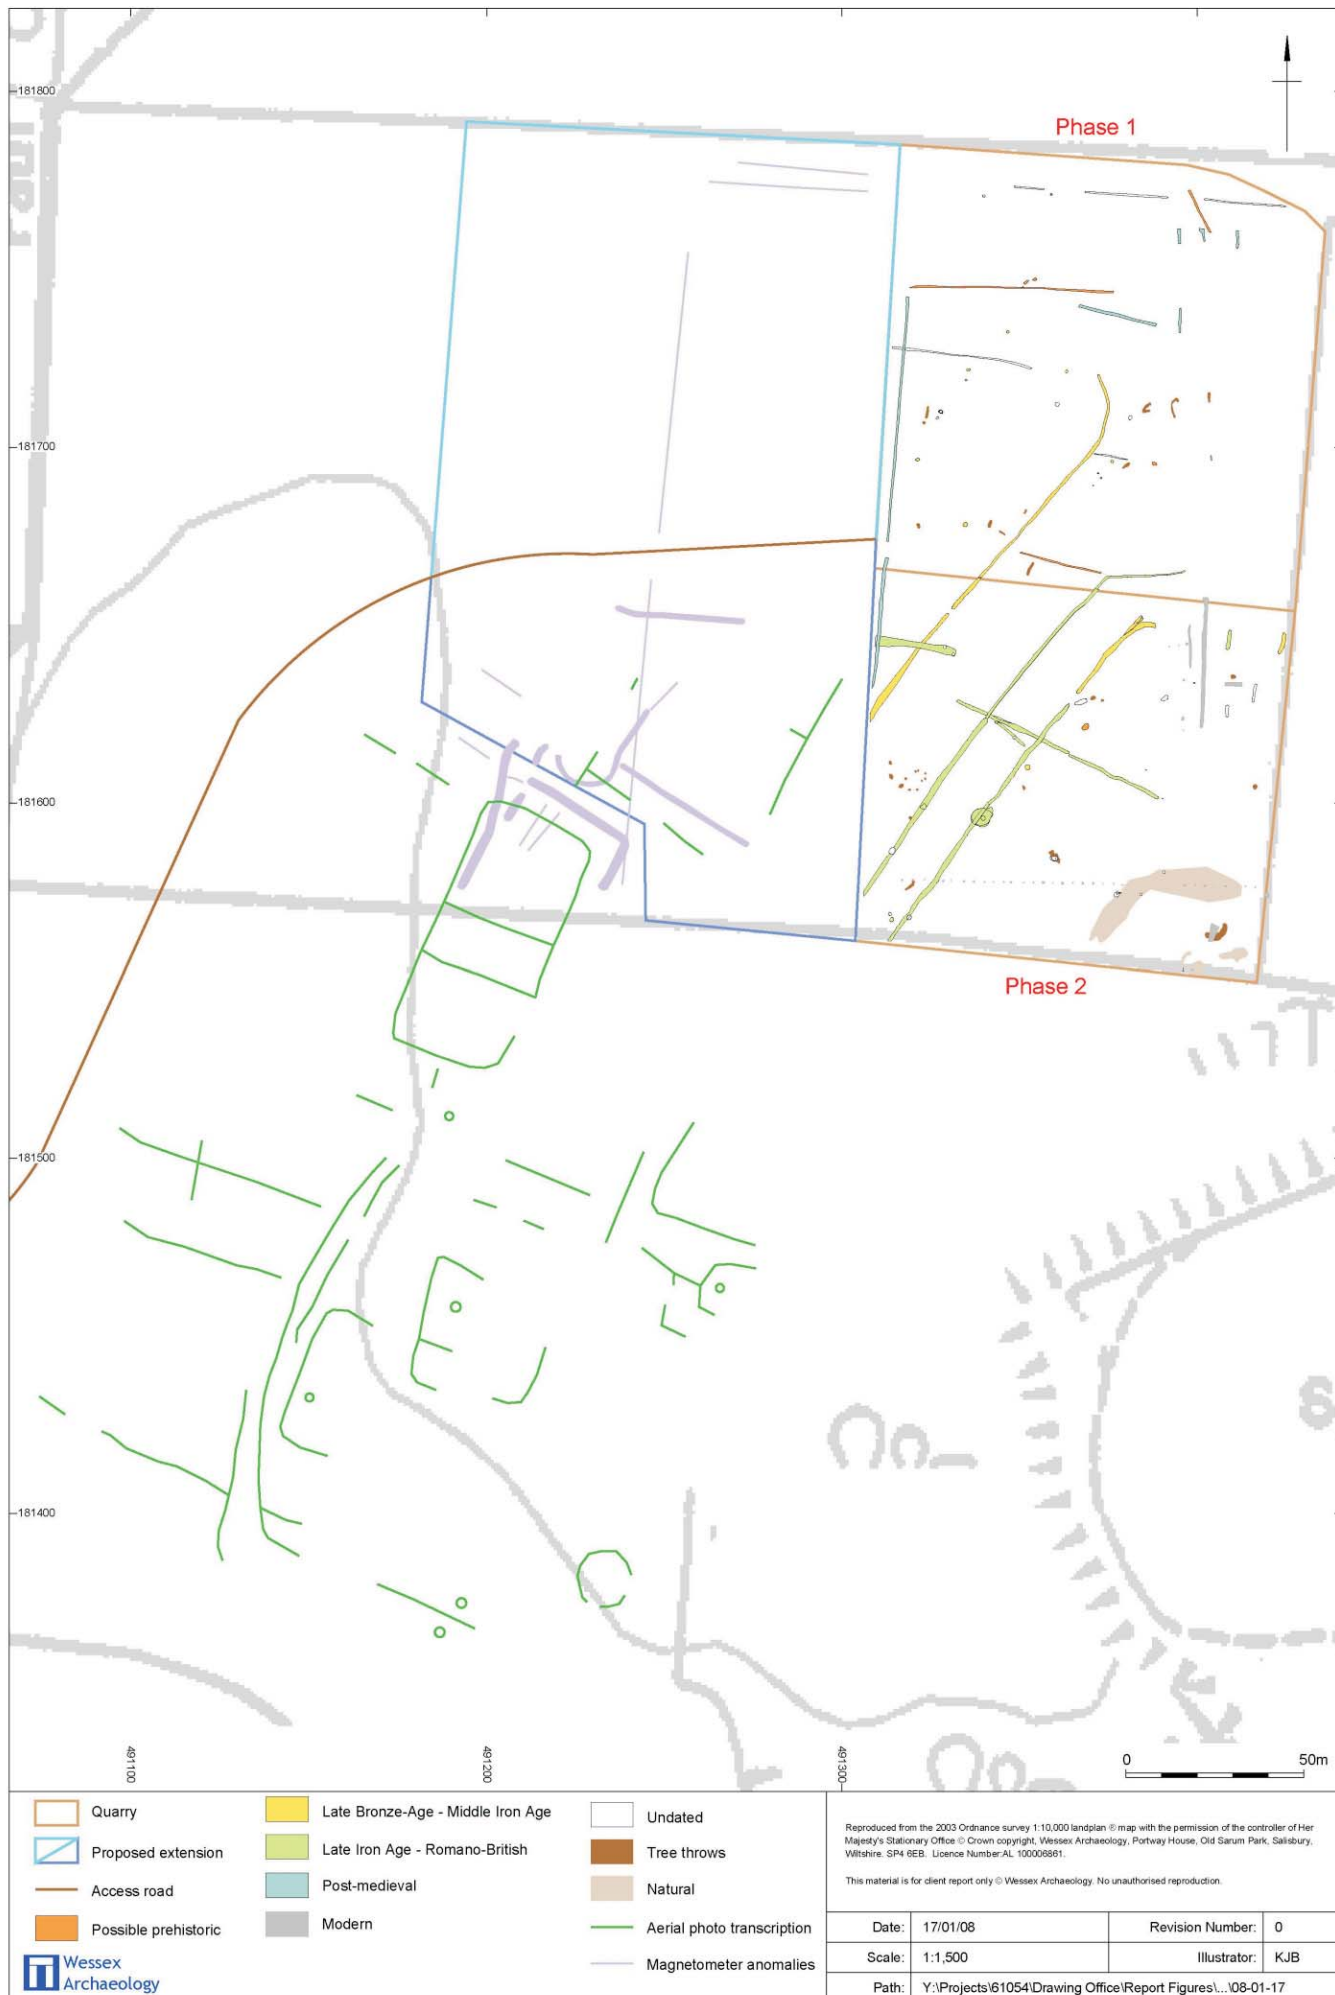 181800
Phase 1
181700
181600
Phase 2
181500
181400
491100
491200
491300
0 50m
Quarry
Proposed extension
Access road
Possible prehistoric
Late Bronze-Age - Middle Iron Age
Late Iron Age - Romano-British
Post-medieval
Modern
Undated
Tree throws
Natural
Aerial photo transcription
Magnetometer anomalies
Wessex
Archaeology
Reproduced from the 2003 Ordnance survey 1:10,000 landplan ® map with the permission of the controller of Her
Majesty's Stationary Office © Crown copyright, Wessex Archaeology, Portway House, Old Sarum Park, Salisbury,
Wiltshire. SP4 6EB. Licence Number:AL 100006861.
This material is for client report only © Wessex Archaeology. No unauthorised reproduction.
Date: 17/01/08 Revision Number: 0
Scale: 1:1,500 Illustrator: KJB
Path: Y:\Projects\61054\Drawing Office\Report Figures\...\08-01-17